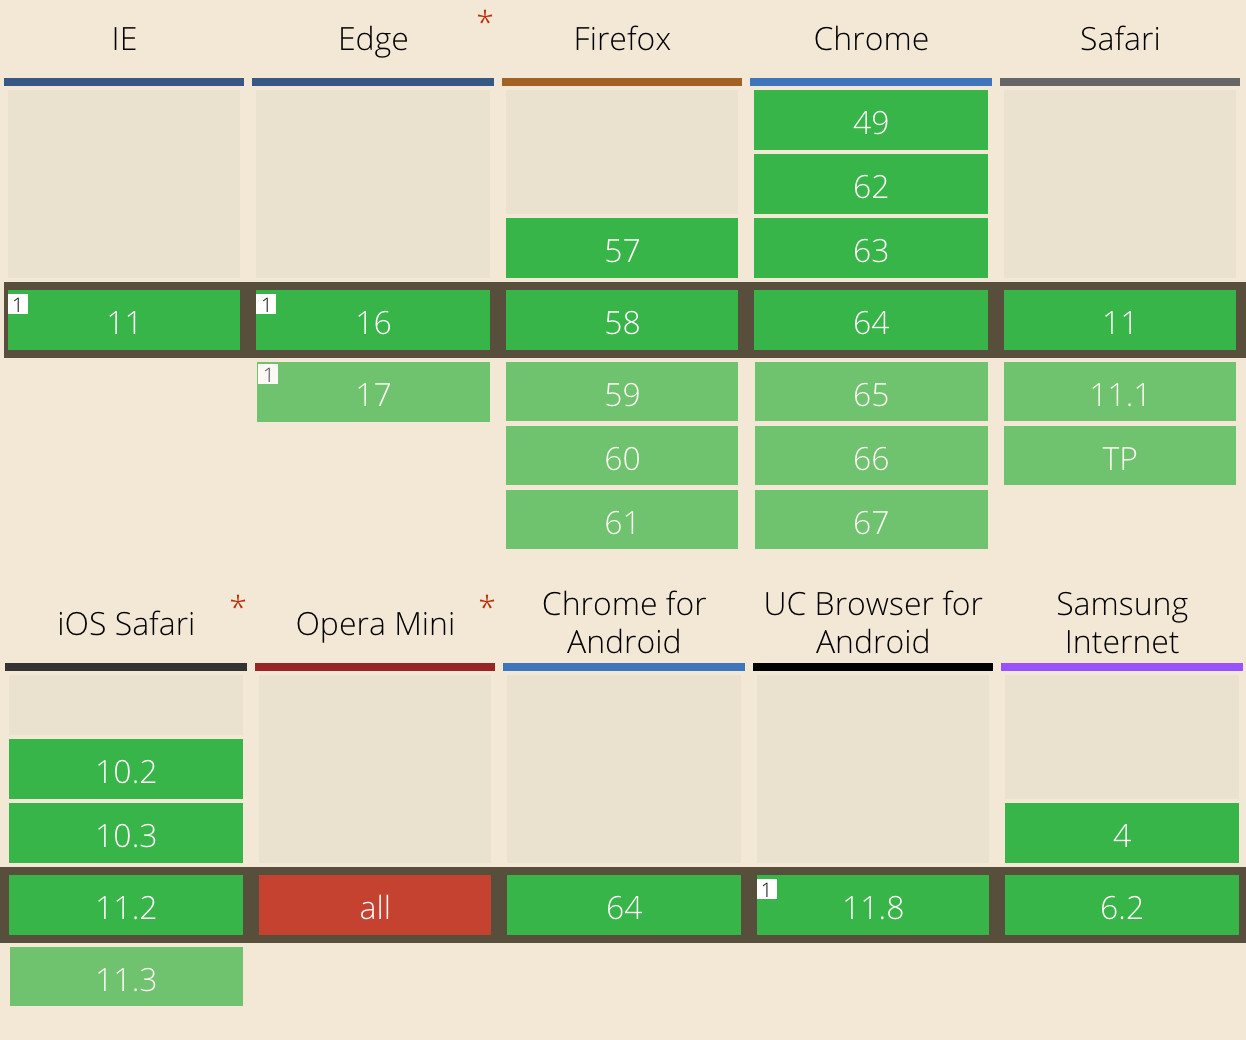 IE Edge * Firefox Chrome Safari
49
62
57 63
1 11 1 16 58 64 11
1 17 59 65 11.1
60 66 TP
61 67
iOS Safari * Opera Mini * Chrome for Android UC Browser for Android Samsung Internet
10.2
10.3 4
11.2 all 64 1 11.8 6.2
11.3